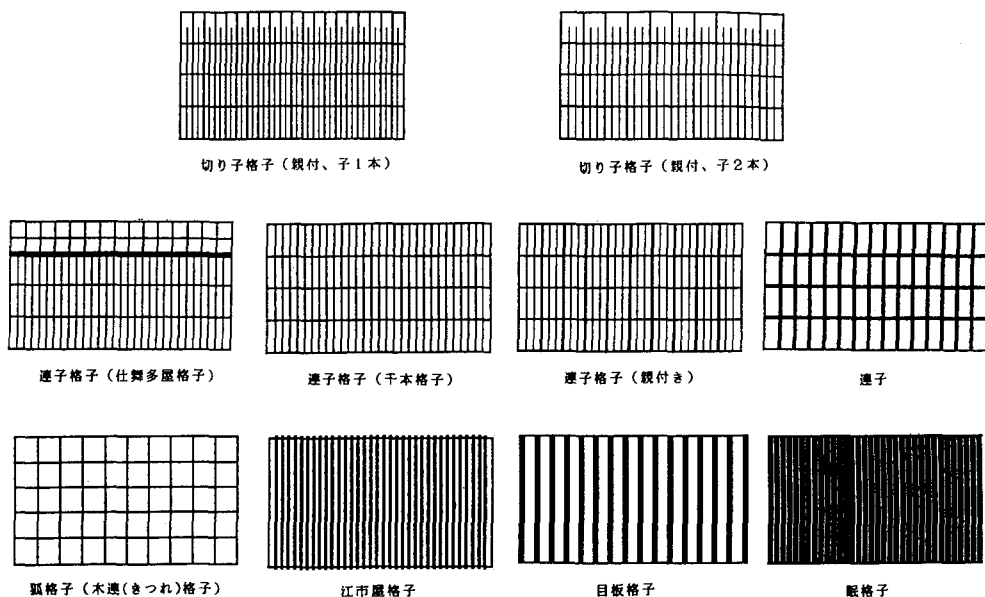 切り子格子（親付、子１本）
切り子格子（親付、子２本）
連子格子（仕舞多屋格子）
連子格子（千本格子）
連子格子（親付き）
連子
狐格子（木連(きつれ)格子）
江市屋格子
目板格子
眠格子